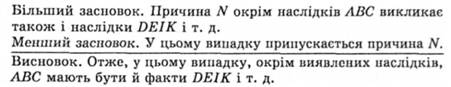 Більший засновок. Причина N окрім наслідків ABC викликає
також і наслідки DEIK і т. д.
Менший засновок. У цьому випадку припускається причина N.
Висновок. Отже, у цьому випадку, окрім виявлених наслідків,
ABC мають бути й факти DEIK і т. д.